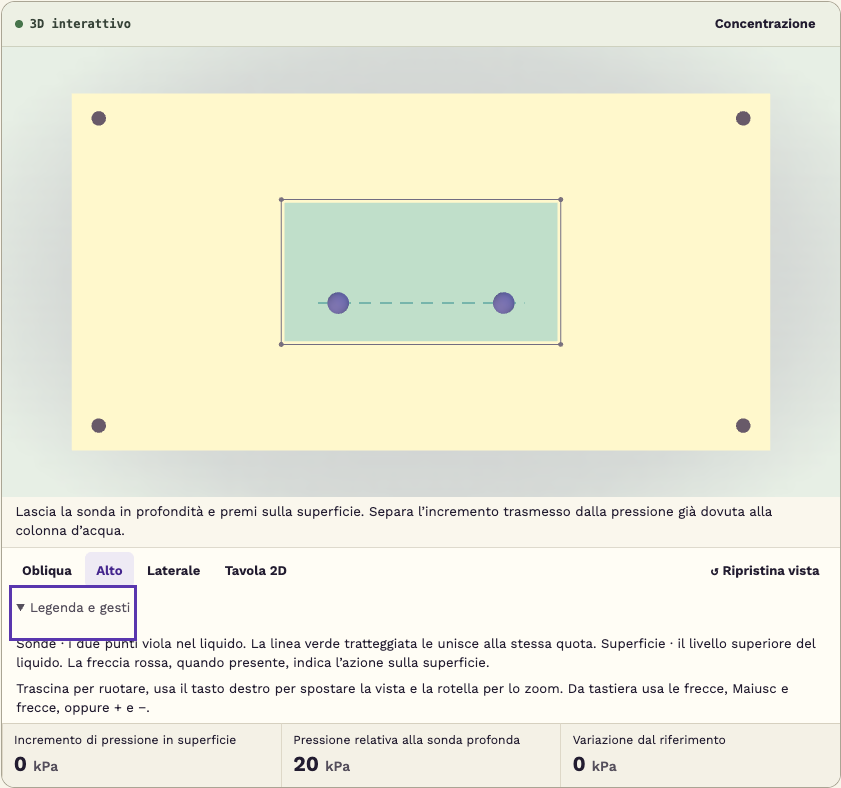 3D interattivo
Concentrazione
Lascia la sonda in profondità e premi sulla superficie. Separa l’incremento trasmesso dalla pressione già dovuta alla
colonna d’acqua.
Obliqua
Alto
Laterale
Tavola 2D
↺ Ripristina vista
▼ Legenda e gesti
Sonde · I due punti viola nel liquido. La linea verde tratteggiata le unisce alla stessa quota. Superficie · il livello superiore del
liquido. La freccia rossa, quando presente, indica l’azione sulla superficie.
Trascina per ruotare, usa il tasto destro per spostare la vista e la rotella per lo zoom. Da tastiera usa le frecce, Maiusc e
frecce, oppure + e −.
Incremento di pressione in superficie
0 kPa
Pressione relativa alla sonda profonda
20 kPa
Variazione dal riferimento
0 kPa